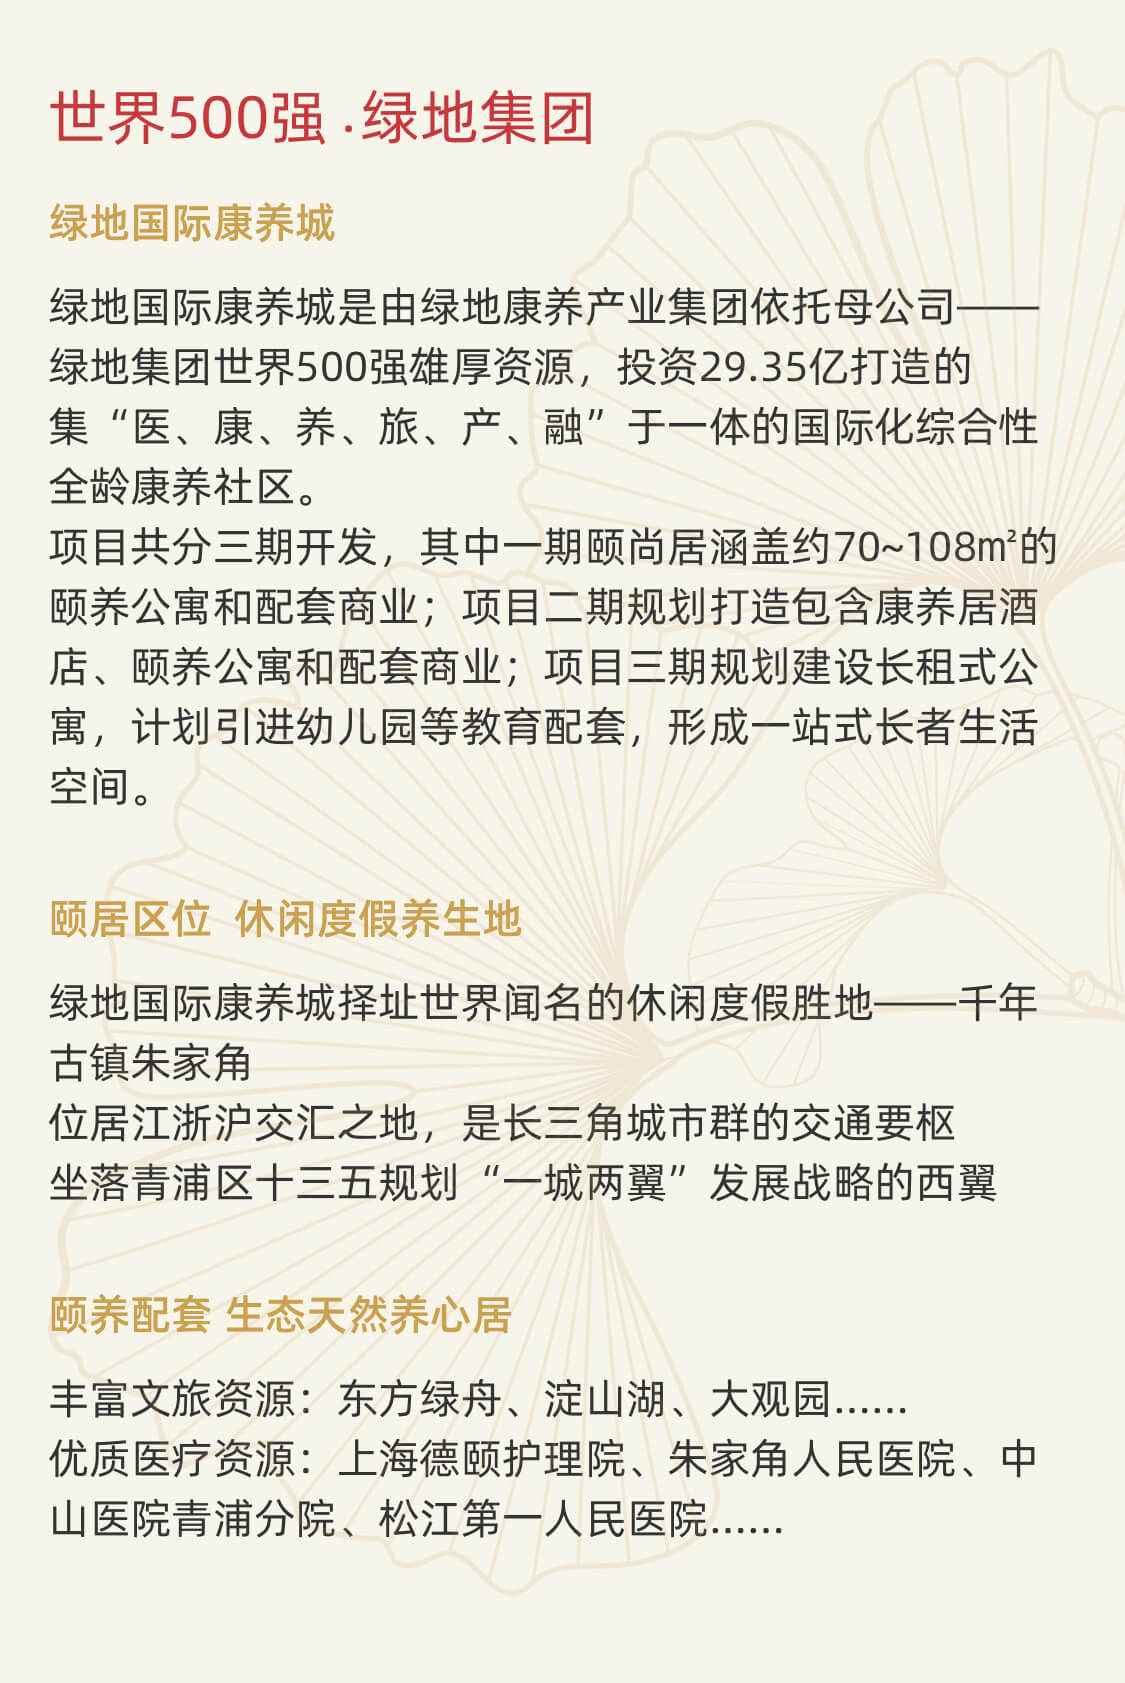 世界500强 .绿地集团
绿地国际康养城
绿地国际康养城是由绿地康养产业集团依托母公司——
绿地集团世界500强雄厚资源，投资29.35亿打造的
集“医、康、养、旅、产、融”于一体的国际化综合性
全龄康养社区。
项目共分三期开发，其中一期颐尚居涵盖约70~108㎡的
颐养公寓和配套商业；项目二期规划打造包含康养居酒
店、颐养公寓和配套商业；项目三期规划建设长租式公
寓，计划引进幼儿园等教育配套，形成一站式长者生活
空间。
颐居区位 休闲度假养生地
绿地国际康养城择址世界闻名的休闲度假胜地——千年
古镇朱家角
位居江浙沪交汇之地，是长三角城市群的交通要枢
坐落青浦区十三五规划“一城两翼”发展战略的西翼
颐养配套 生态天然养心居
丰富文旅资源：东方绿舟、淀山湖、大观园......
优质医疗资源：上海德颐护理院、朱家角人民医院、中
山医院青浦分院、松江第一人民医院......